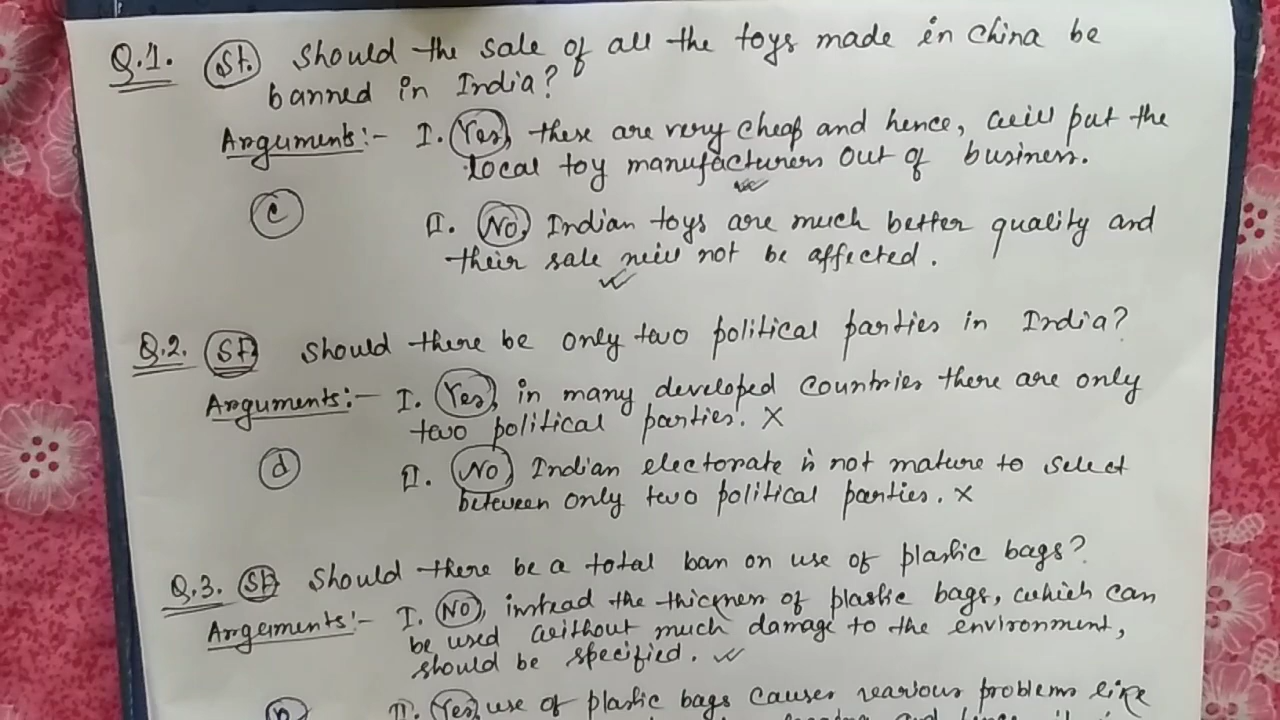 Q.1. St. Should the sale of all the toys made in China be
banned in India?
Arguments:- I. Yes, these are very cheap and hence, will put the
local toy manufacturers out of business.
C
II. No, Indian toys are much better quality and
their sale will not be affected.
Q.2. St. Should there be only two political parties in India?
Arguments:- I. Yes, in many developed countries there are only
two political parties. X
d
II. No, Indian electorate is not mature to select
between only two political parties. X
Q.3. St. Should there be a total ban on use of plastic bags?
Arguments:- I. NO, instead the thickness of plastic bags, which can
be used without much damage to the environment,
should be specified.
II. Yes, use of plastic bags causes various problems like